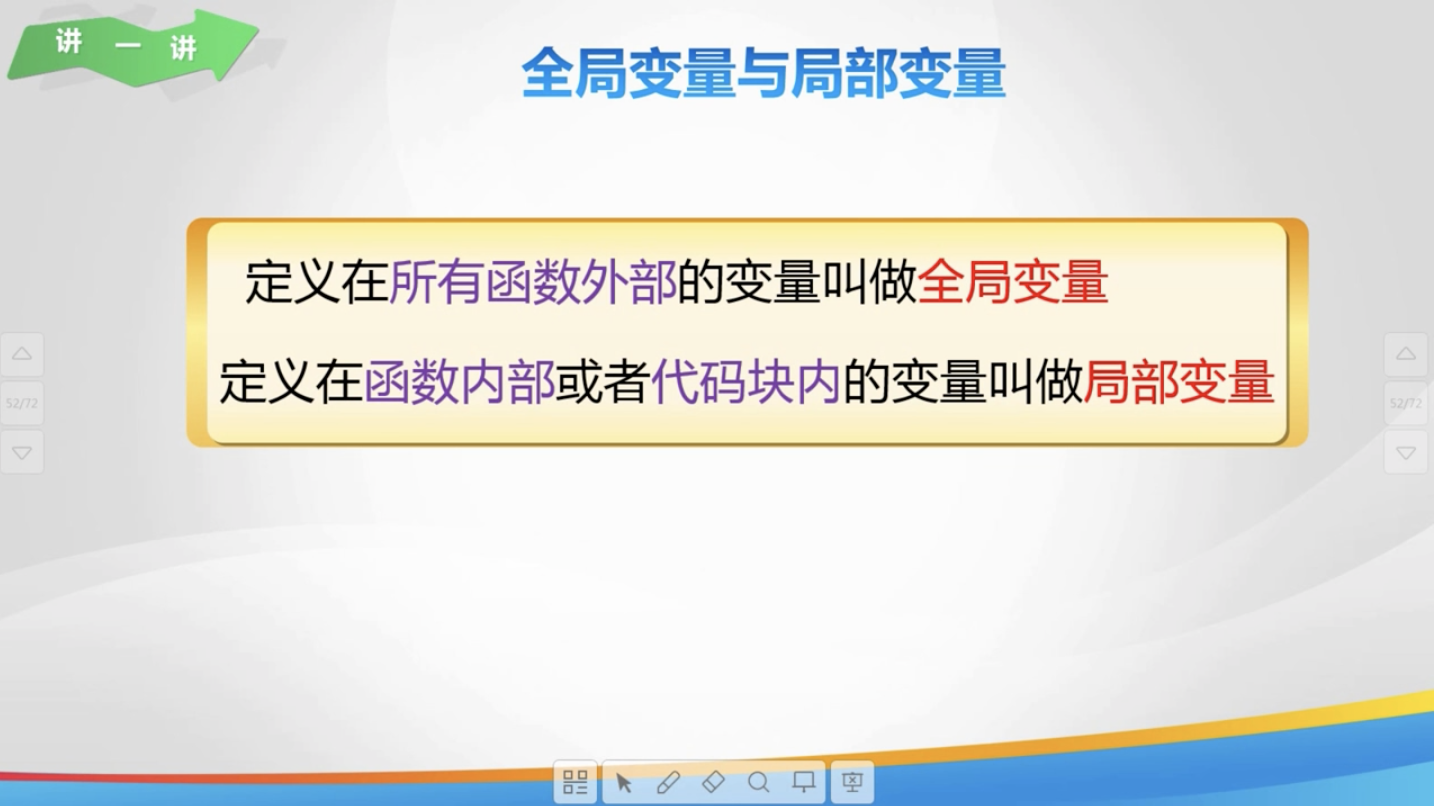 讲一讲
全局变量与局部变量
定义在所有函数外部的变量叫做全局变量
定义在函数内部或者代码块内的变量叫做局部变量
52/72
52/72